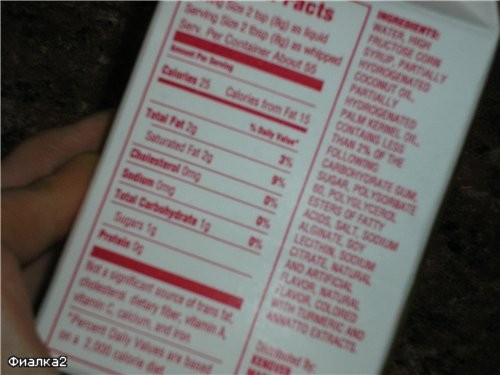 Facts
Serving Size 2 tsp (9g) as liquid
Serving Size 2 tbsp (9g) as whipped
Serv. Per Container About 55
Amount Per Serving
Calories 25 Calories from Fat 15
% Daily Value*
Total Fat 2g 3%
Saturated Fat 2g 9%
Cholesterol 0mg 0%
Sodium 0mg 0%
Total Carbohydrate 1g 0%
Sugars 1g
Protein 0g
Not a significant source of trans fat,
cholesterol, dietary fiber, vitamin A,
vitamin C, calcium, and iron.
*Percent Daily Values are based
on a 2,000 calorie diet.
INGREDIENTS:
WATER, HIGH
FRUCTOSE CORN
SYRUP, PARTIALLY
HYDROGENATED
COCONUT OIL,
PARTIALLY
HYDROGENATED
PALM KERNEL OIL,
CONTAINS LESS
THAN 2% OF THE
FOLLOWING:
CARBOHYDRATE GUM,
SUGAR, POLYSORBATE
60, POLYGLYCEROL
ESTERS OF FATTY
ACIDS, SALT, SODIUM
ALGINATE, SOY
LECITHIN, SODIUM
CITRATE, NATURAL
AND ARTIFICIAL
FLAVOR, NATURAL
FLAVOR, COLORED
WITH TURMERIC AND
ANNATTO EXTRACTS.
Distributed By:
Фиалка2